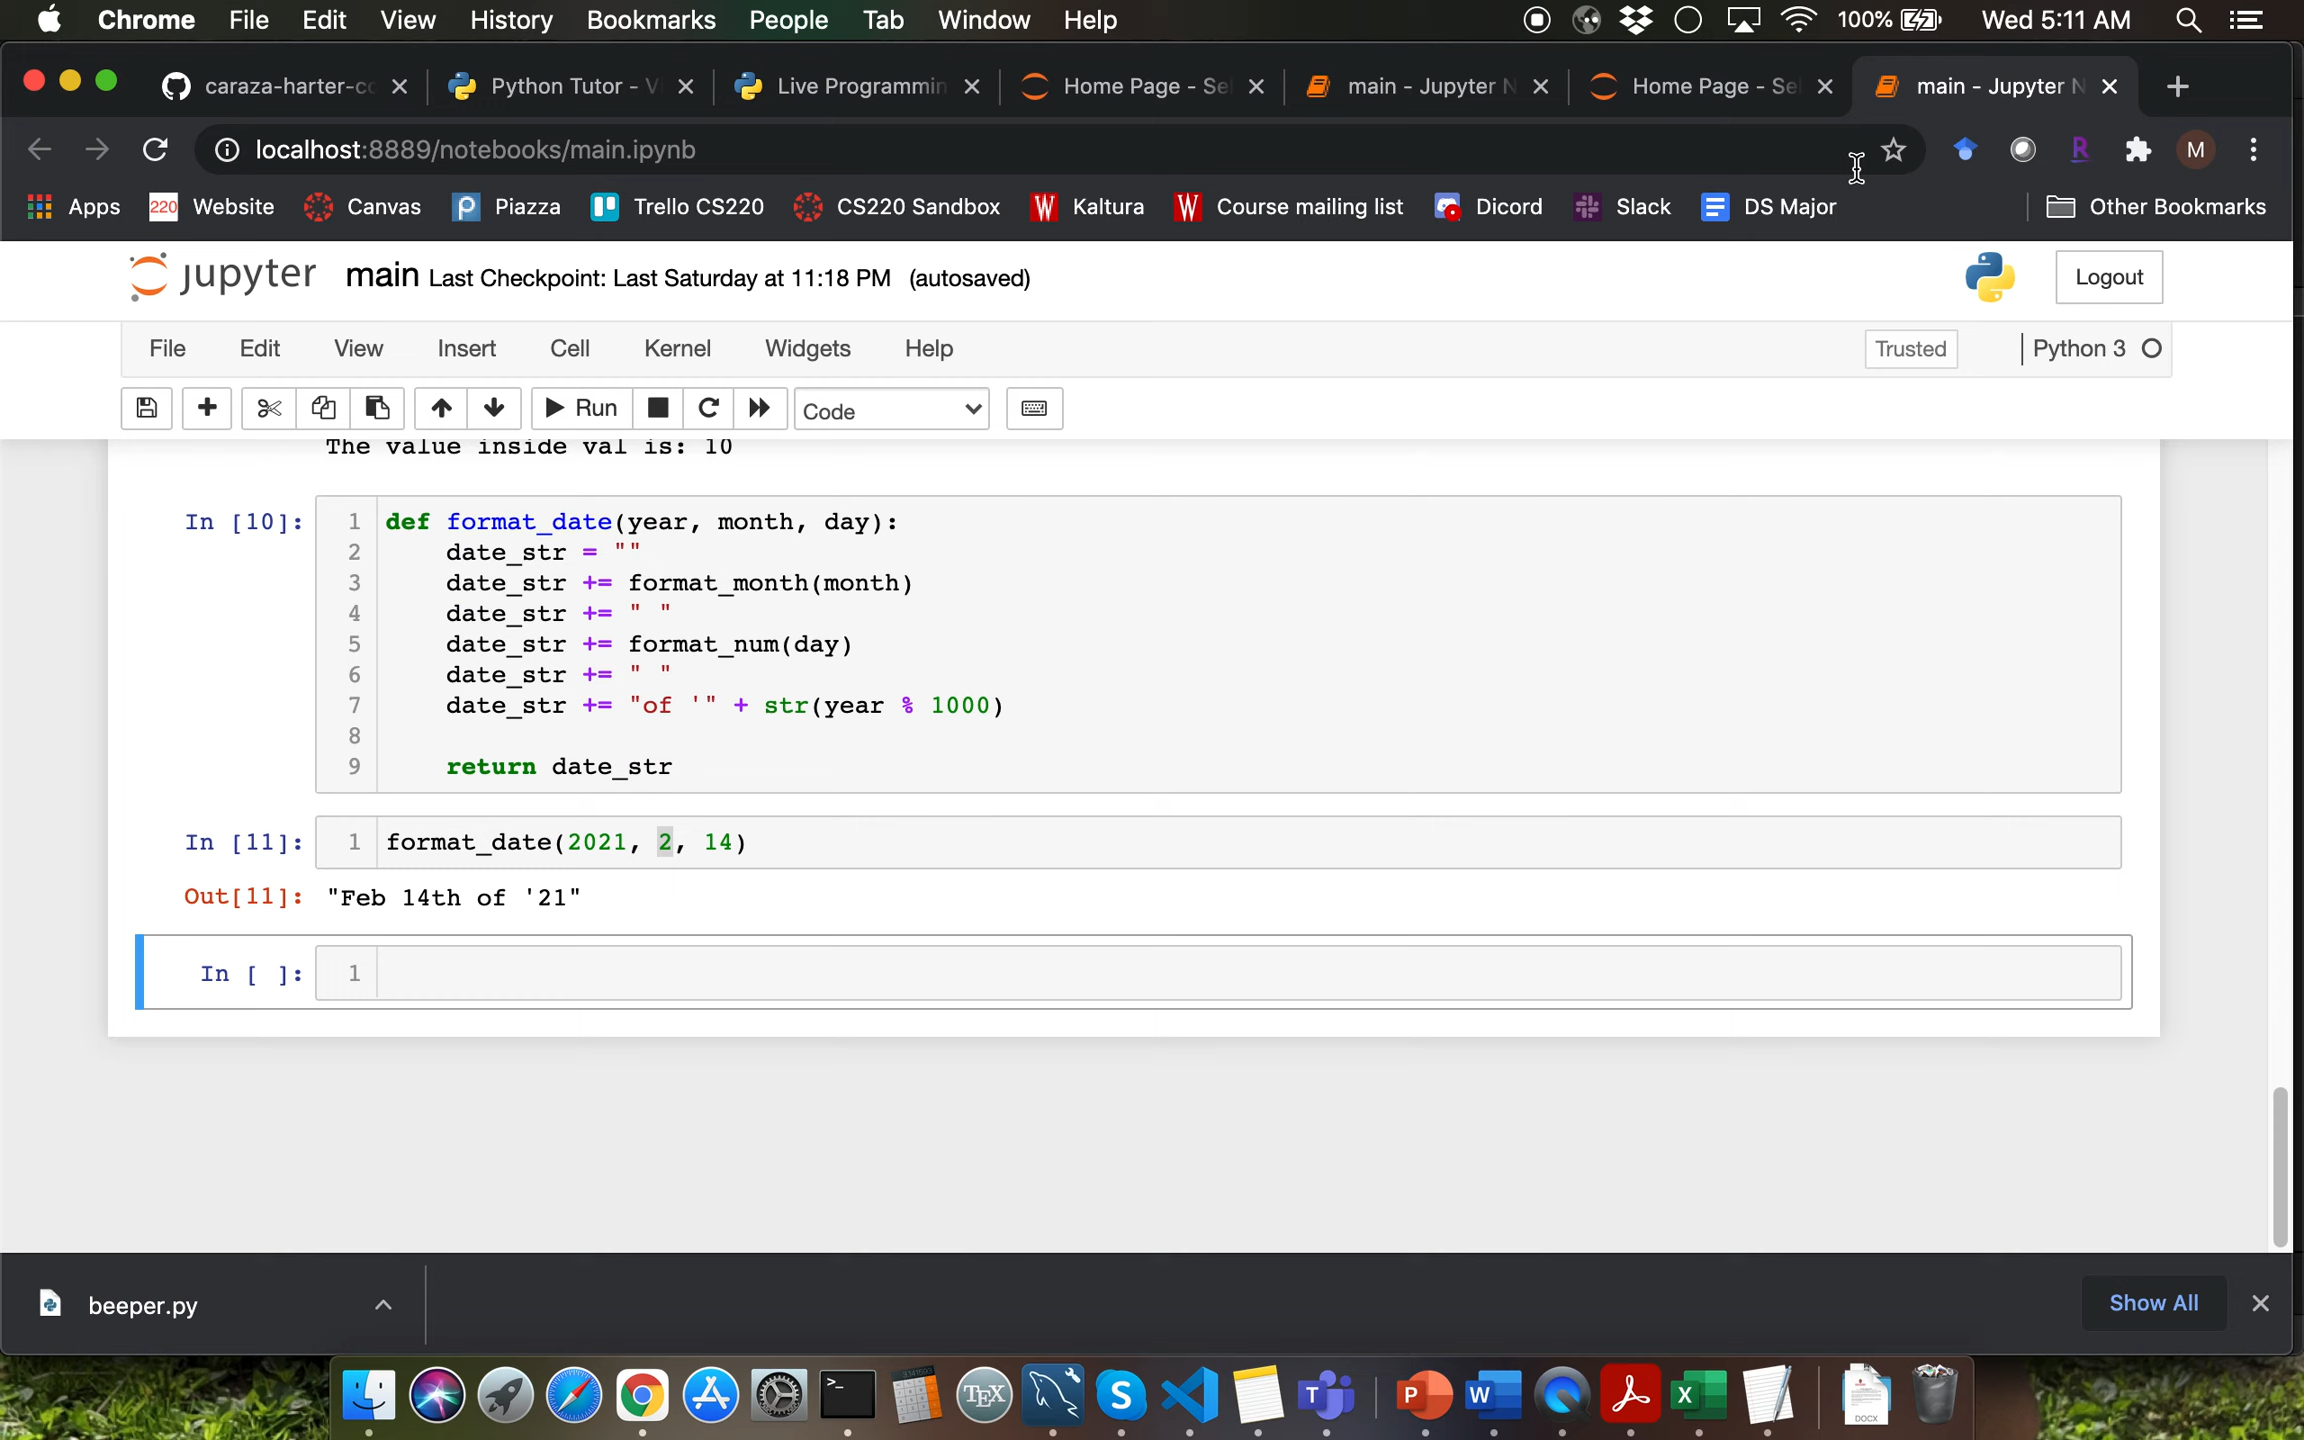 Chrome File Edit View History Bookmarks People Tab Window Help 100% Wed 5:11 AM
caraza-harter-cc Python Tutor - V Live Programmin Home Page - Sel main - Jupyter N Home Page - Sel main - Jupyter N
localhost:8889/notebooks/main.ipynb R M
Apps 220 Website Canvas P Piazza Trello CS220 CS220 Sandbox W Kaltura W Course mailing list Dicord Slack DS Major Other Bookmarks
jupyter main Last Checkpoint: Last Saturday at 11:18 PM (autosaved) Logout
File Edit View Insert Cell Kernel Widgets Help Trusted Python 3
Run Code
The value inside val is: 10
In [10]: 1 def format_date(year, month, day):
2 date_str = ""
3 date_str += format_month(month)
4 date_str += " "
5 date_str += format_num(day)
6 date_str += " "
7 date_str += "of '" + str(year % 1000)
8
9 return date_str
In [11]: 1 format_date(2021, 2, 14)
Out[11]: "Feb 14th of '21"
In [ ]: 1
beeper.py Show All
>_ TEX S T P W X DOCX